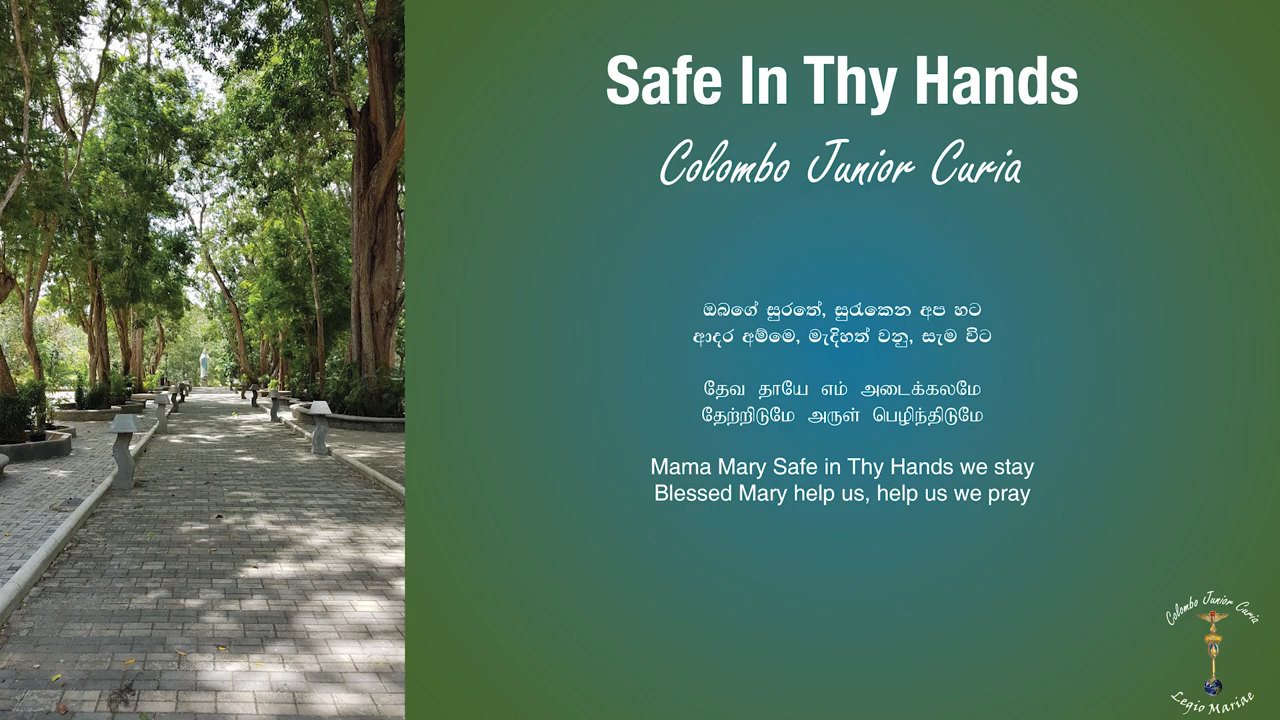 Safe In Thy Hands
Colombo Junior Curia
ඔබගේ සුරතේ, සුරැකෙන අප හට
ආදර අම්මෙ, මැදිහත් වනු, සැම විට
தேவ தாயே எம் அடைக்கலமே
தேற்றிடுமே அருள் பெழிந்திடுமே
Mama Mary Safe in Thy Hands we stay
Blessed Mary help us, help us we pray
Colombo Junior Curia
Legio Mariae